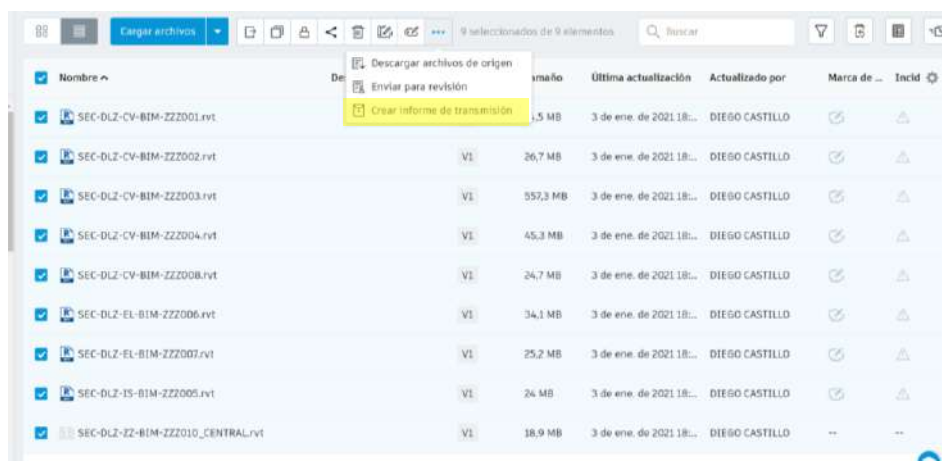 Cargar archivos
9 seleccionados de 9 elementos
Buscar
Descargar archivos de origen
Enviar para revisión
Crear informe de transmisión
Nombre De amaño Última actualización Actualizado por Marca de ... Incid
SEC-DLZ-CV-BIM-ZZZ001.rvt ,5 MB 3 de ene. de 2021 18:... DIEGO CASTILLO
SEC-DLZ-CV-BIM-ZZZ002.rvt V1 26,7 MB 3 de ene. de 2021 18:... DIEGO CASTILLO
SEC-DLZ-CV-BIM-ZZZ003.rvt V1 557,3 MB 3 de ene. de 2021 18:... DIEGO CASTILLO
SEC-DLZ-CV-BIM-ZZZ004.rvt V1 45,3 MB 3 de ene. de 2021 18:... DIEGO CASTILLO
SEC-DLZ-CV-BIM-ZZZ008.rvt V1 24,7 MB 3 de ene. de 2021 18:... DIEGO CASTILLO
SEC-DLZ-EL-BIM-ZZZ006.rvt V1 34,1 MB 3 de ene. de 2021 18:... DIEGO CASTILLO
SEC-DLZ-EL-BIM-ZZZ007.rvt V1 25,2 MB 3 de ene. de 2021 18:... DIEGO CASTILLO
SEC-DLZ-IS-BIM-ZZZ005.rvt V1 24 MB 3 de ene. de 2021 18:... DIEGO CASTILLO
SEC-DLZ-ZZ-BIM-ZZZ010_CENTRAL.rvt V1 18,9 MB 3 de ene. de 2021 18:... DIEGO CASTILLO -- --